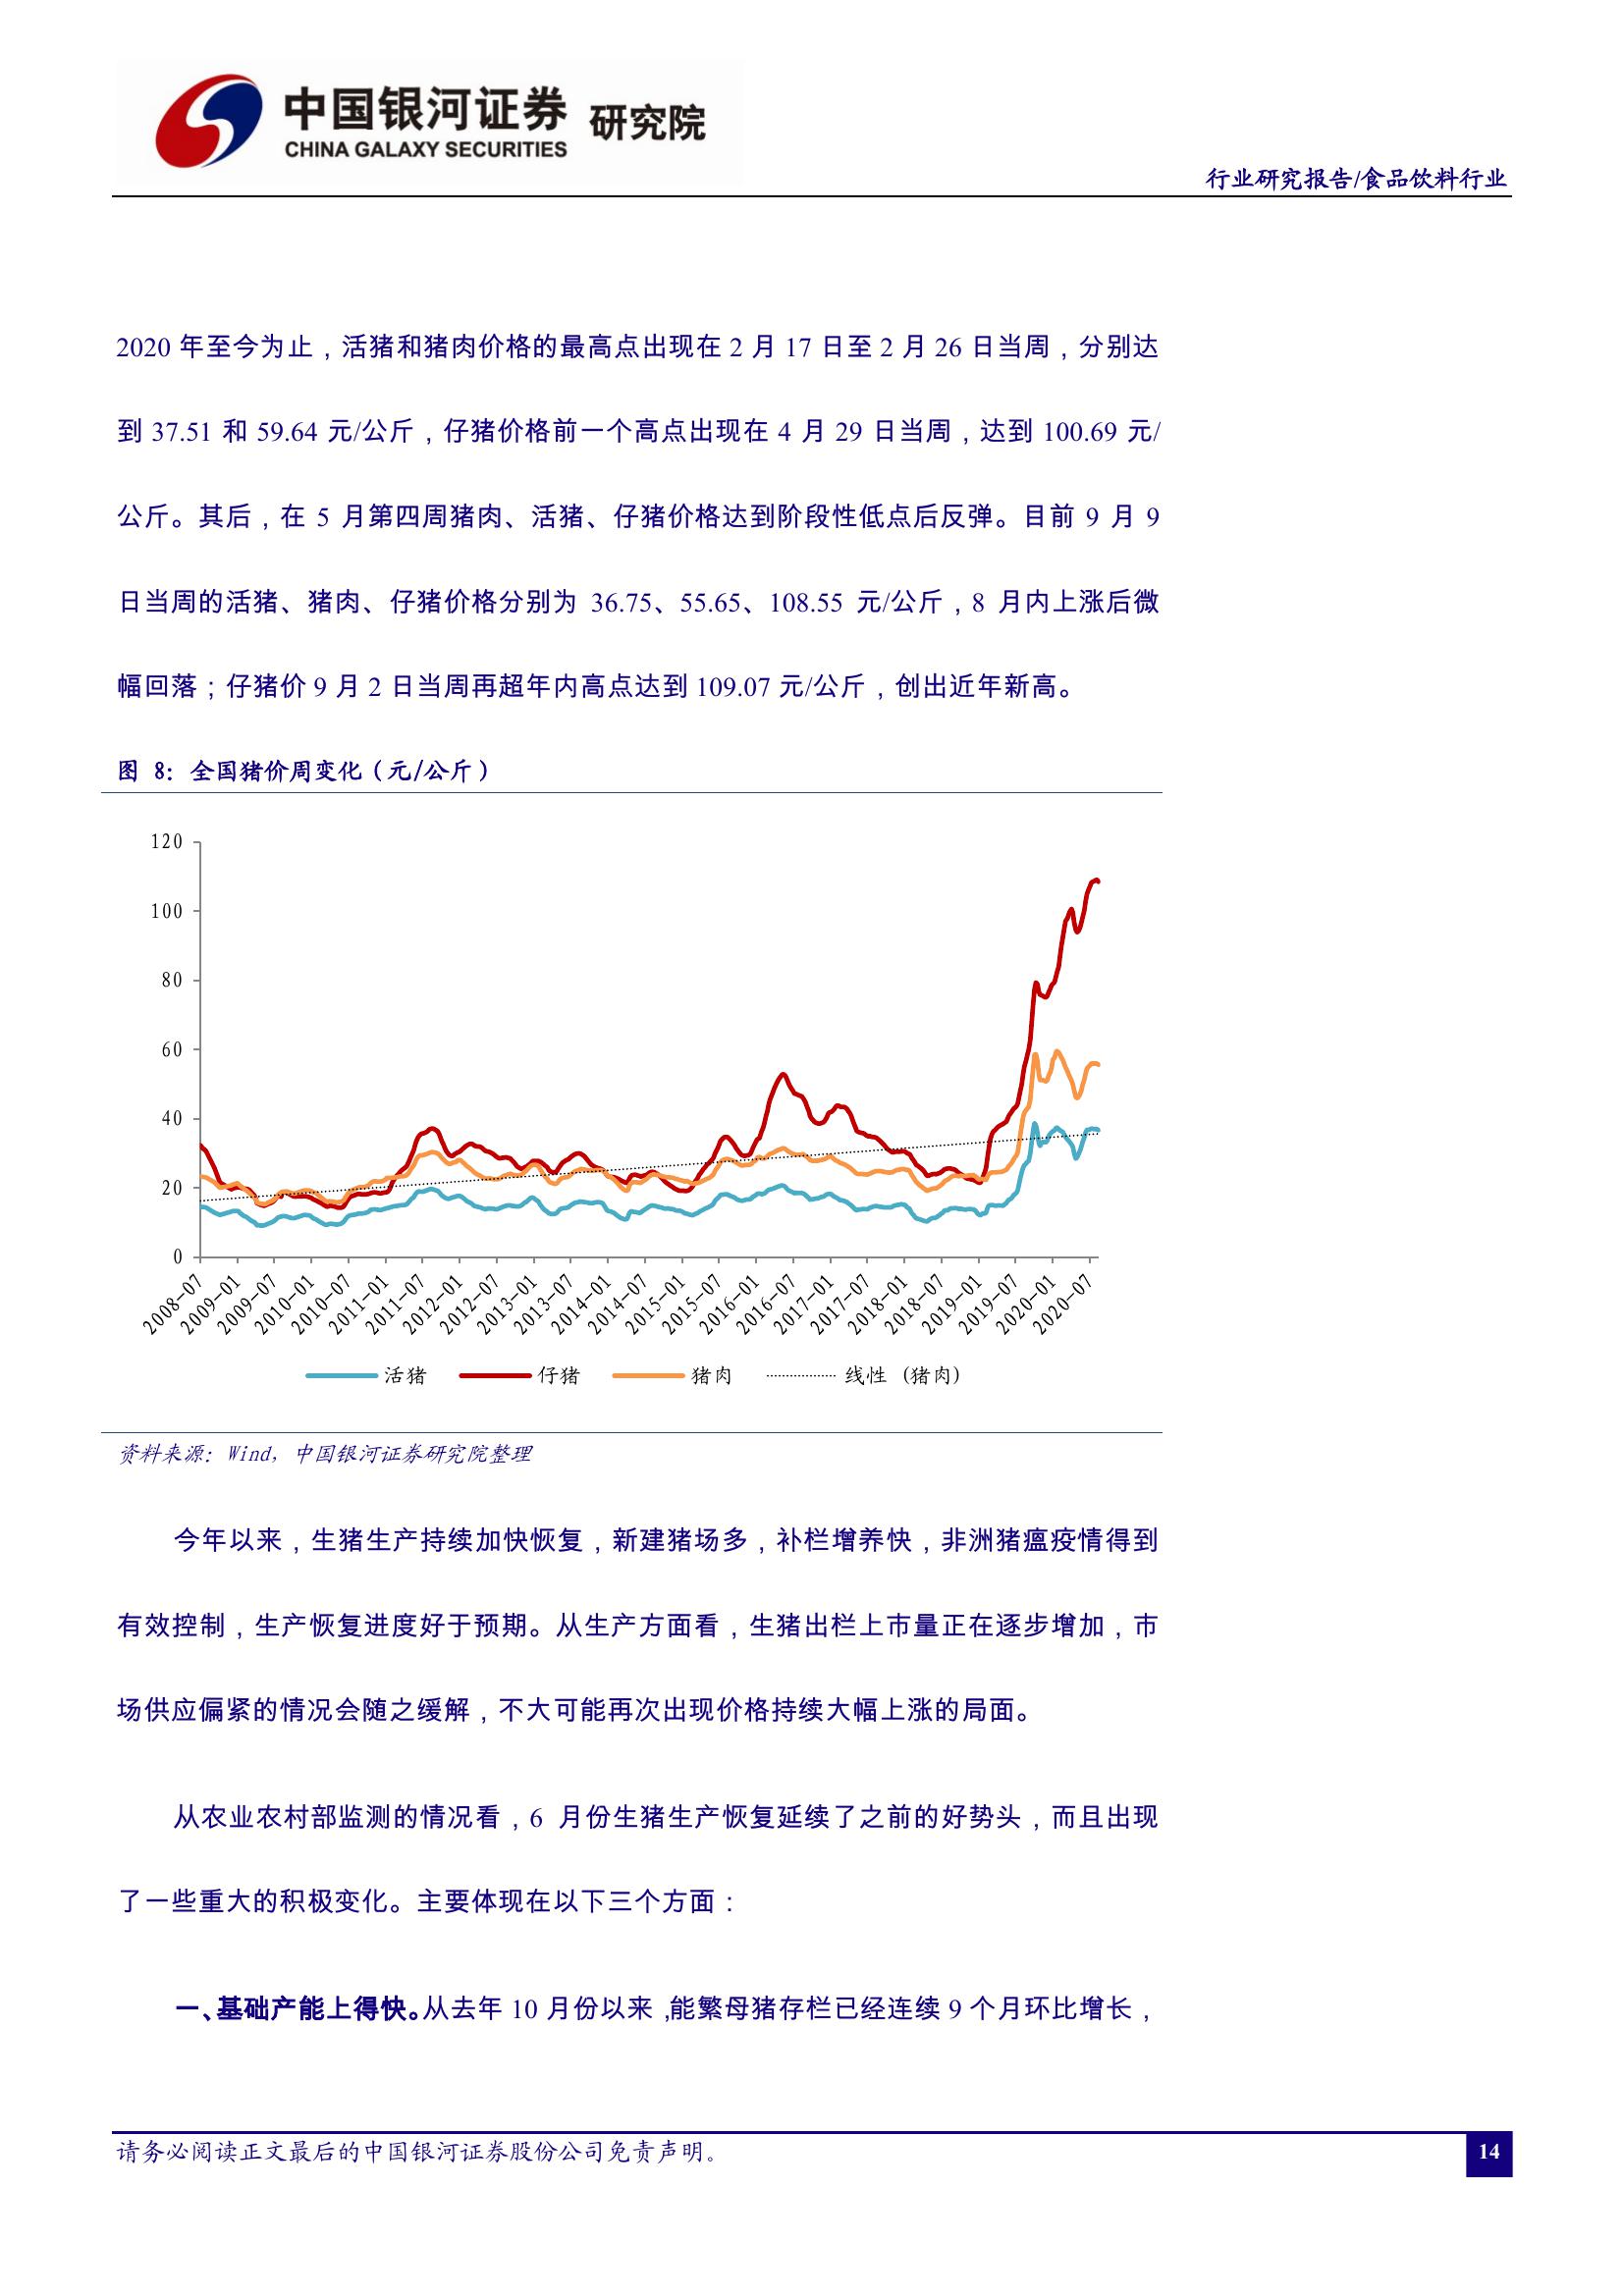 中国银河证券 研究院
CHINA GALAXY SECURITIES
行业研究报告/食品饮料行业
2020 年至今为止，活猪和猪肉价格的最高点出现在 2 月 17 日至 2 月 26 日当周，分别达
到 37.51 和 59.64 元/公斤，仔猪价格前一个高点出现在 4 月 29 日当周，达到 100.69 元/
公斤。其后，在 5 月第四周猪肉、活猪、仔猪价格达到阶段性低点后反弹。目前 9 月 9
日当周的活猪、猪肉、仔猪价格分别为 36.75、55.65、108.55 元/公斤，8 月内上涨后微
幅回落；仔猪价 9 月 2 日当周再超年内高点达到 109.07 元/公斤，创出近年新高。
图 8：全国猪价周变化（元/公斤）
120
100
80
60
40
20
0
2008-07 2009-01 2009-07 2010-01 2010-07 2011-01 2011-07 2012-01 2012-07 2013-01 2013-07 2014-01 2014-07 2015-01 2015-07 2016-01 2016-07 2017-01 2017-07 2018-01 2018-07 2019-01 2019-07 2020-01 2020-07
活猪 仔猪 猪肉 线性 (猪肉)
资料来源：Wind，中国银河证券研究院整理
今年以来，生猪生产持续加快恢复，新建猪场多，补栏增养快，非洲猪瘟疫情得到
有效控制，生产恢复进度好于预期。从生产方面看，生猪出栏上市量正在逐步增加，市
场供应偏紧的情况会随之缓解，不大可能再次出现价格持续大幅上涨的局面。
从农业农村部监测的情况看，6 月份生猪生产恢复延续了之前的好势头，而且出现
了一些重大的积极变化。主要体现在以下三个方面：
一、基础产能上得快。从去年 10 月份以来，能繁母猪存栏已经连续 9 个月环比增长，
请务必阅读正文最后的中国银河证券股份公司免责声明。
14